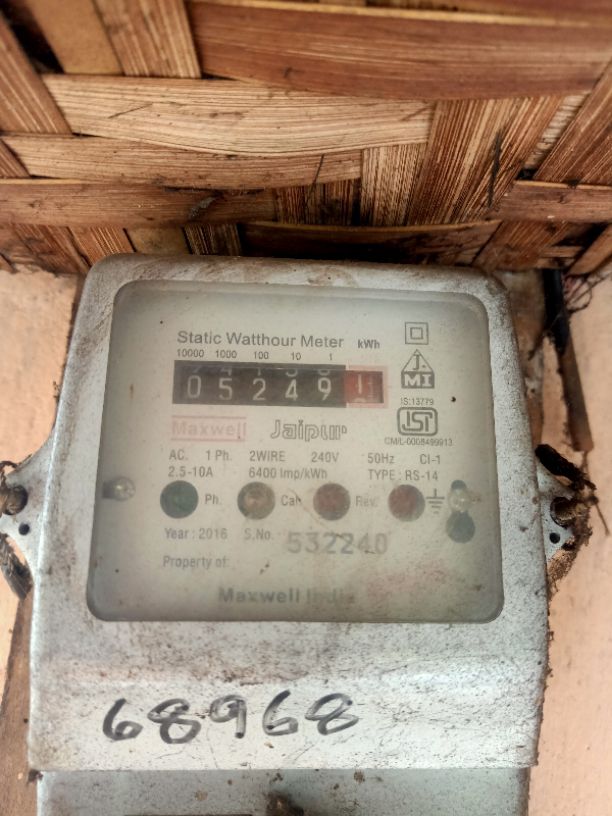 Static Watthour Meter kWh
10000 1000 100 10 1
05249
J.
MI
IS:13779
CM/L-0008499913
Maxwell Jaipur
AC. 1 Ph. 2WIRE 240V 50Hz Cl-1
2.5-10A 6400 Imp/kWh TYPE: RS-14
Ph. Cal. Rev.
Year: 2016 S.No. 532240
Property of:
Maxwell India
68968